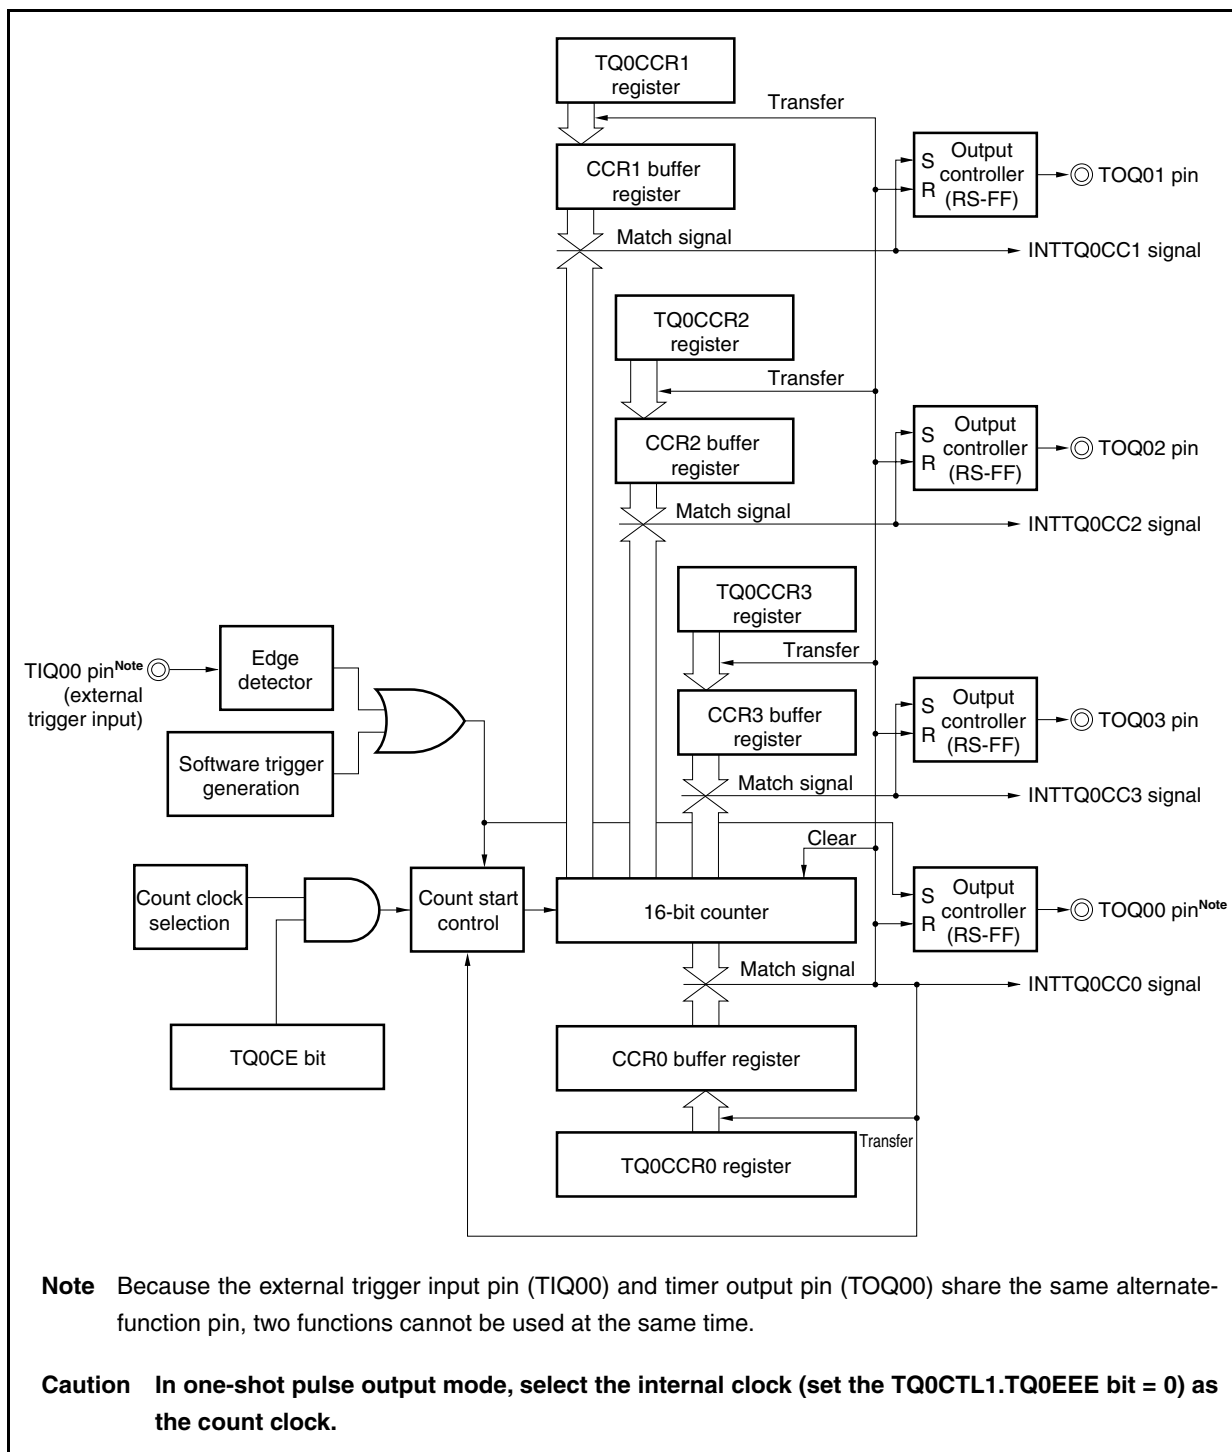 TQ0CCR1
register
Transfer
CCR1 buffer
register
S
R
Output
controller
(RS-FF)
TOQ01 pin
Match signal
INTTQ0CC1 signal
TQ0CCR2
register
Transfer
CCR2 buffer
register
S
R
Output
controller
(RS-FF)
TOQ02 pin
Match signal
INTTQ0CC2 signal
TQ0CCR3
register
Transfer
TIQ00 pinNote
(external
trigger input)
Edge
detector
CCR3 buffer
register
S
R
Output
controller
(RS-FF)
TOQ03 pin
Software trigger
generation
Match signal
INTTQ0CC3 signal
Clear
Count clock
selection
Count start
control
16-bit counter
S
R
Output
controller
(RS-FF)
TOQ00 pinNote
Match signal
INTTQ0CC0 signal
TQ0CE bit
CCR0 buffer register
Transfer
TQ0CCR0 register
Note Because the external trigger input pin (TIQ00) and timer output pin (TOQ00) share the same alternate-
function pin, two functions cannot be used at the same time.
Caution In one-shot pulse output mode, select the internal clock (set the TQ0CTL1.TQ0EEE bit = 0) as
the count clock.